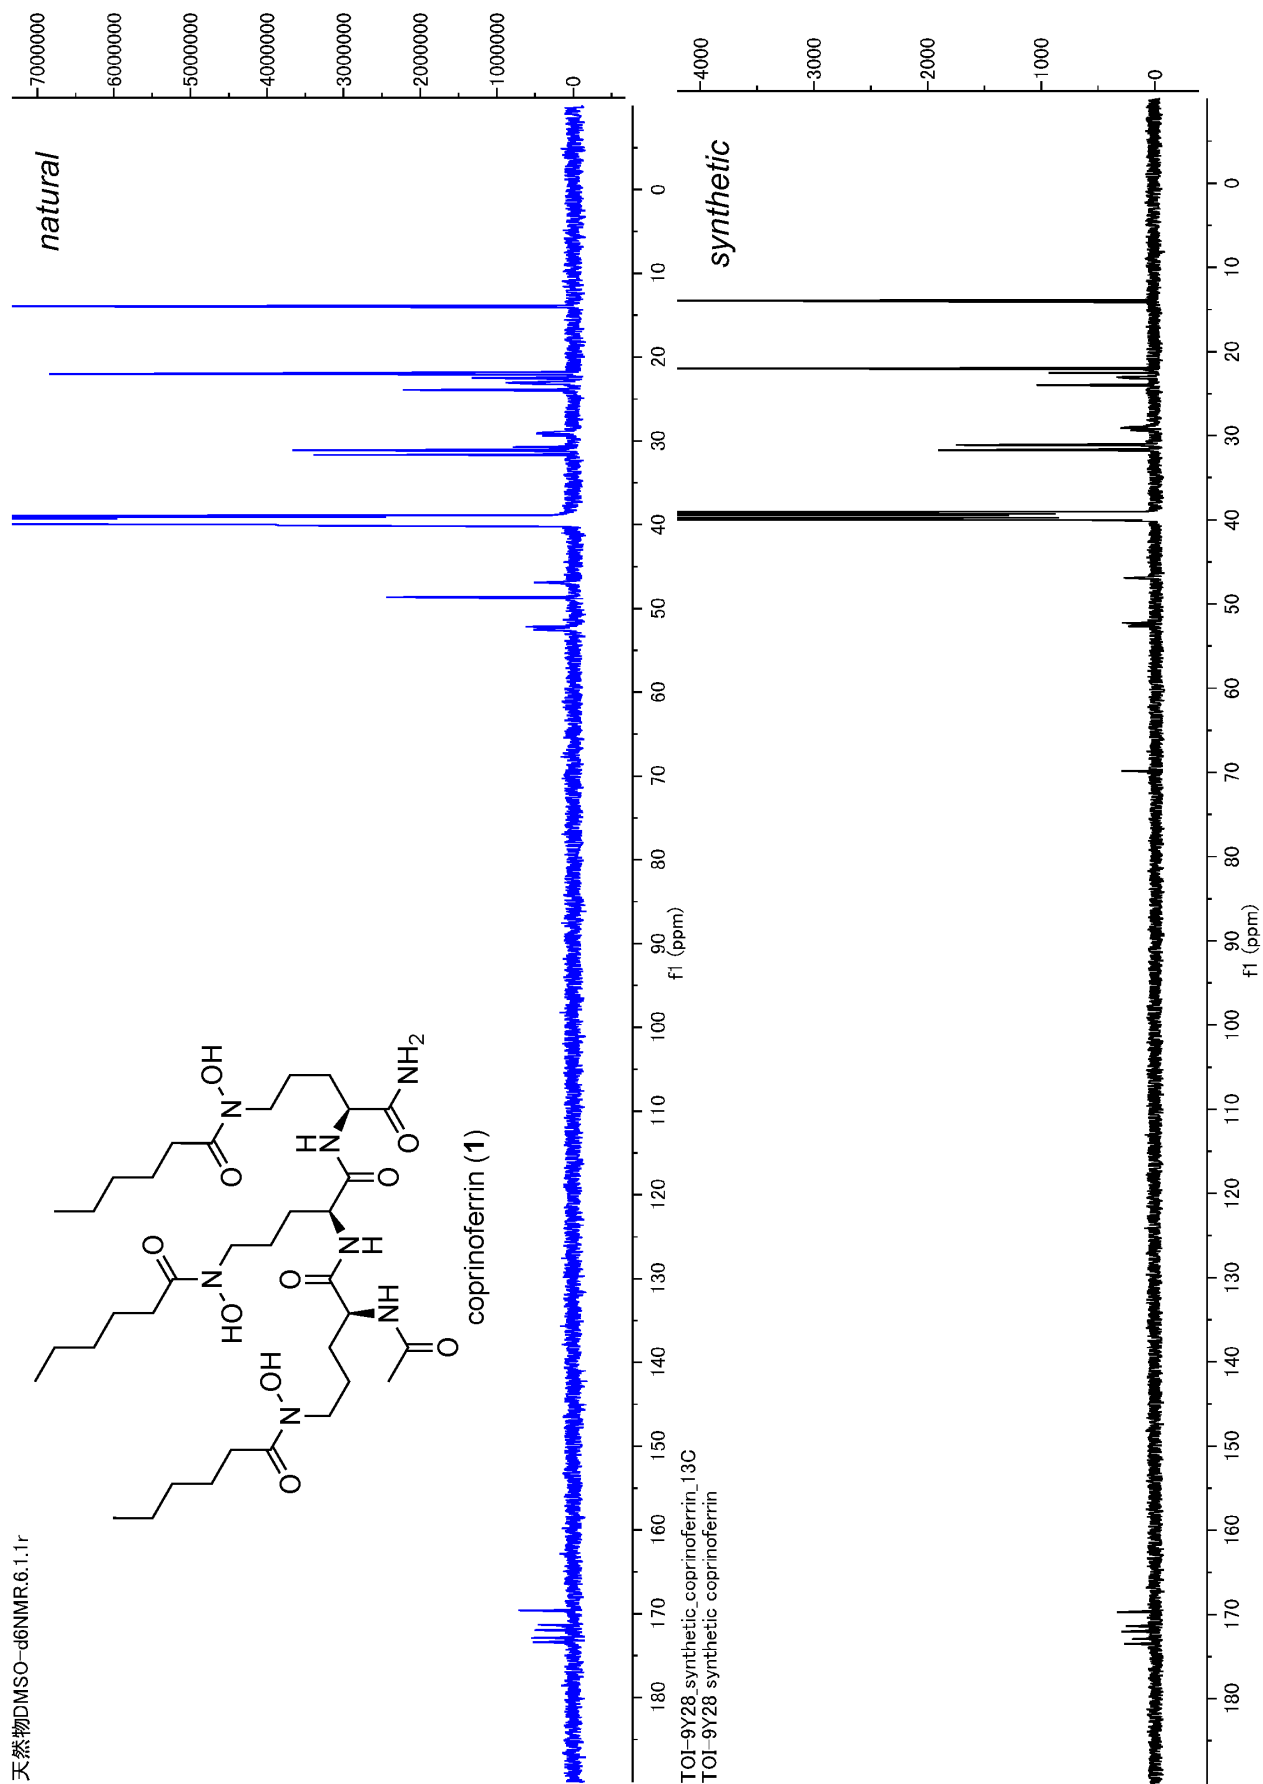 天然物DMSO-d6NMR.6.1.1r
natural
7000000
6000000
5000000
4000000
3000000
2000000
1000000
0
OH
N
O
NH2
O
H
N
O
O
N
HO
N
H
O
OH
N
O
NH
O
coprinoferrin (1)
180 170 160 150 140 130 120 110 100 90 80 70 60 50 40 30 20 10 0
f1 (ppm)
TOI-9Y28_synthetic_coprinoferrin_13C
TOI-9Y28 synthetic coprinoferrin
synthetic
4000
3000
2000
1000
0
180 170 160 150 140 130 120 110 100 90 80 70 60 50 40 30 20 10 0
f1 (ppm)